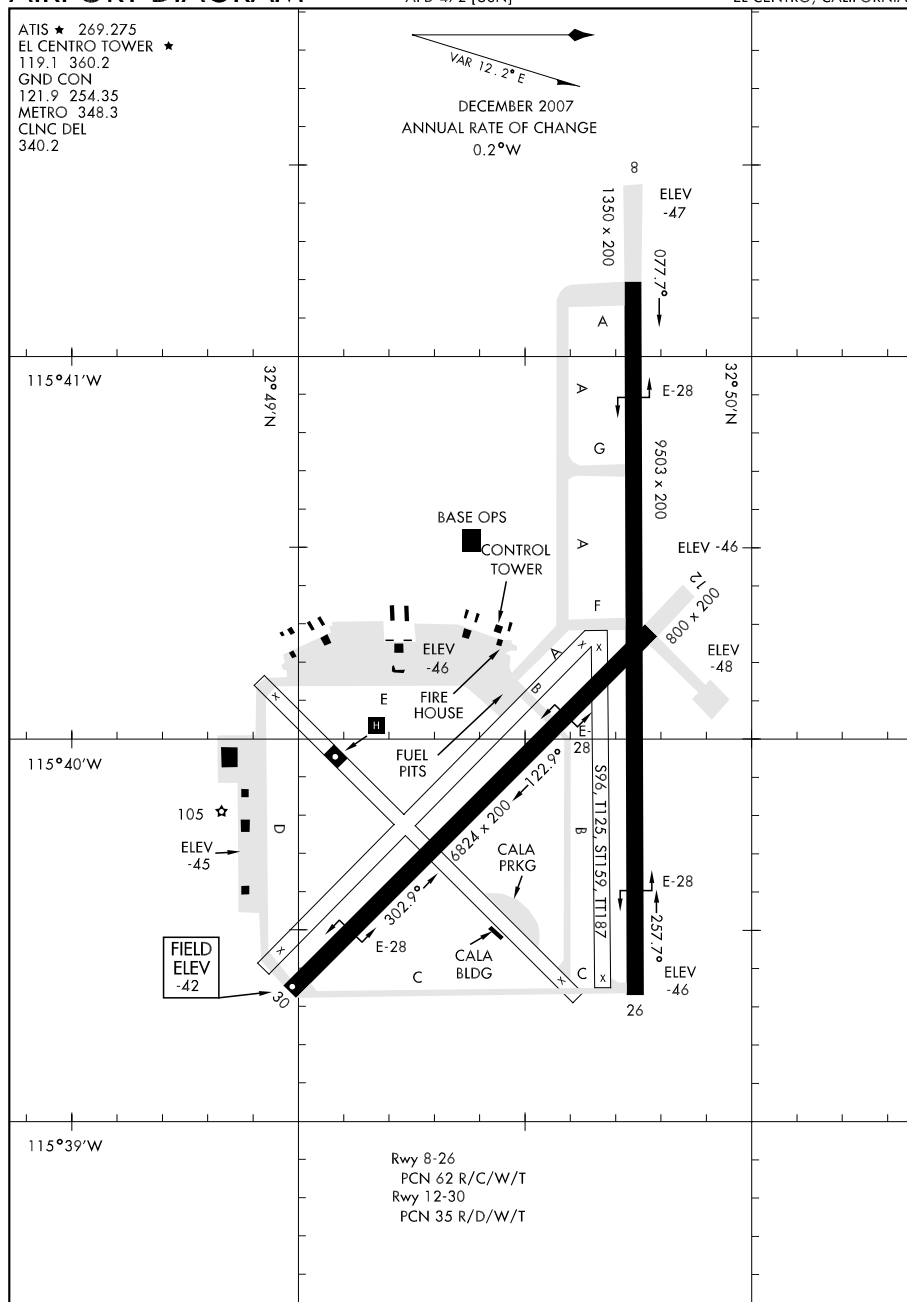 ATIS ★ 269.275
EL CENTRO TOWER ★
119.1 360.2
GND CON
121.9 254.35
METRO 348.3
CLNC DEL
340.2
VAR 12.2° E
DECEMBER 2007
ANNUAL RATE OF CHANGE
0.2°W
8
ELEV
-47
1350 x 200
077.7°
A
115°41'W
32°49'N
32°50'N
A
E-28
G
9503 x 200
BASE OPS
CONTROL
TOWER
A
ELEV -46
12
800 x 200
F
ELEV
-46
A
ELEV
-48
B
E
FIRE
HOUSE
H
E-
28
FUEL
PITS
115°40'W
122.9°
S96, T125, ST159, TT187
105
D
6824 x 200
B
ELEV
-45
CALA
PRKG
302.9°
E-28
E-28
257.7°
FIELD
ELEV
-42
CALA
BLDG
C
C
ELEV
-46
30
26
115°39'W
Rwy 8-26
PCN 62 R/C/W/T
Rwy 12-30
PCN 35 R/D/W/T